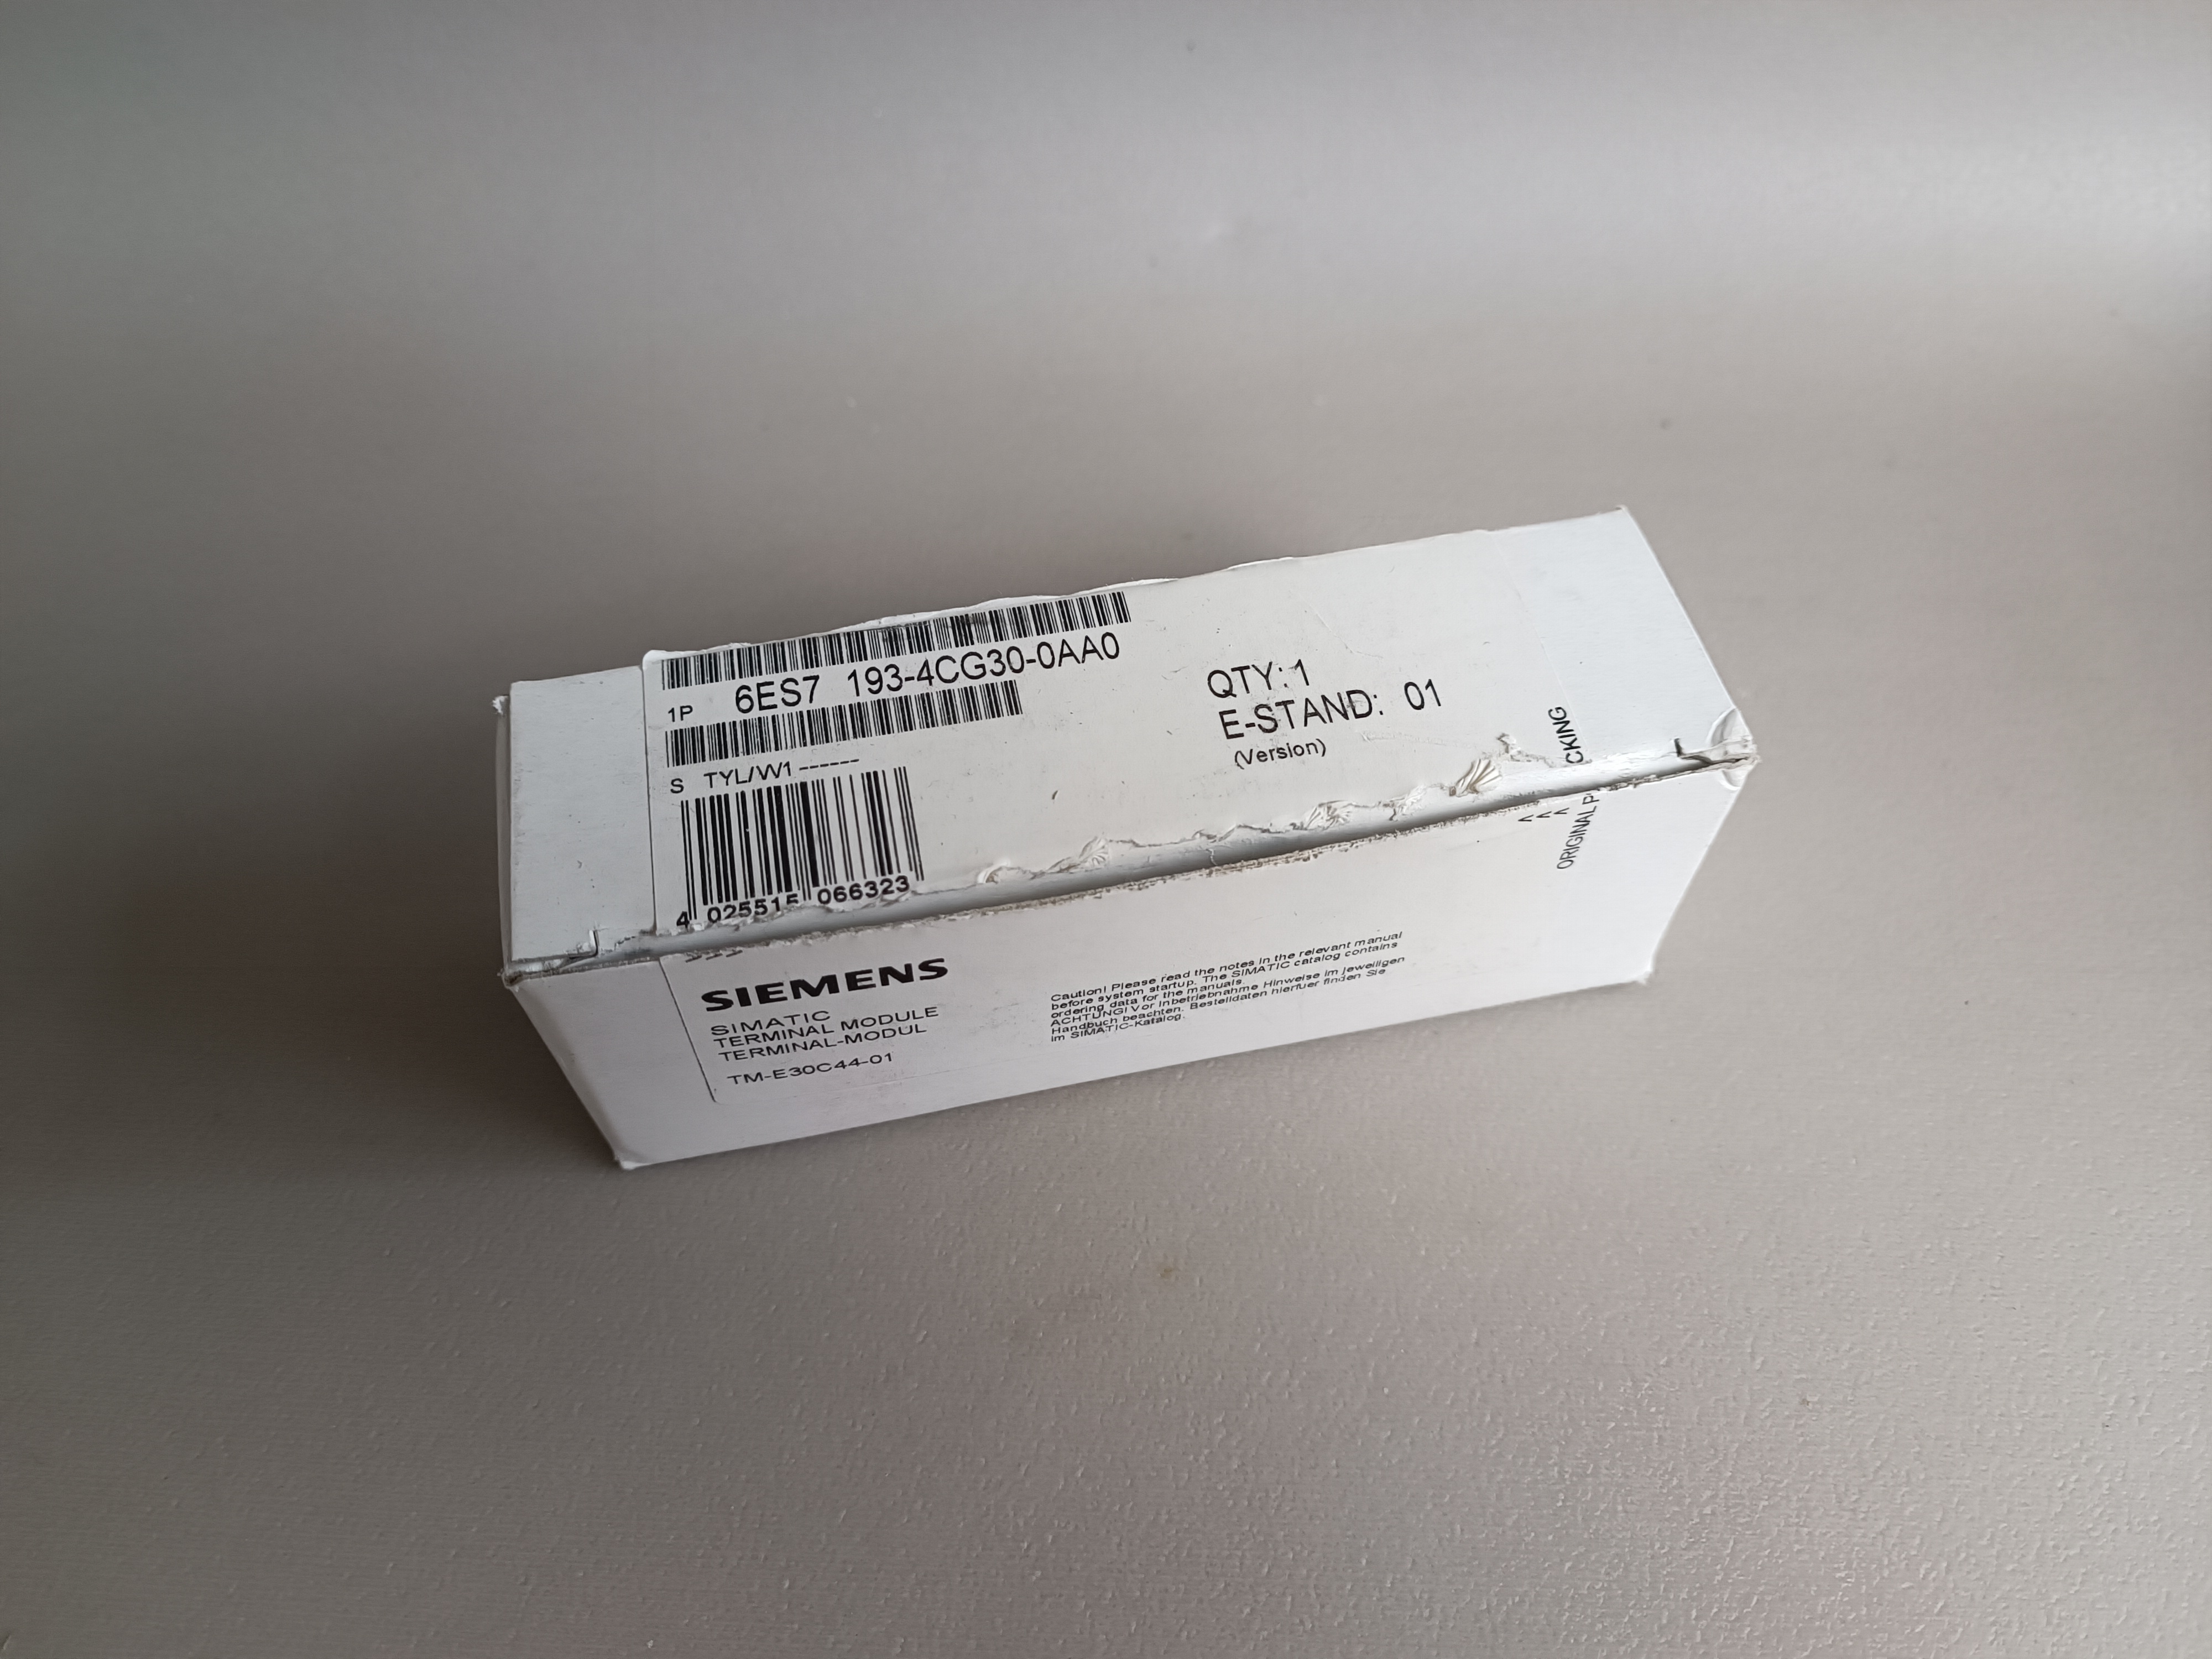 1P 6ES7 193-4CG30-0AA0
S TYL/W1------
4 025515 066323
QTY: 1
E-STAND: 01
(Version)
ORIGINAL P CKING
SIEMENS
SIMATIC
TERMINAL MODULE
TERMINAL-MODUL
TM-E30C44-01
Caution! Please read the notes in the relevant manual
before system startup. The SIMATIC catalog contains
ordering data for the manuals.
ACHTUNG! Vor Inbetriebnahme Hinweise im jeweiligen
Handbuch beachten. Bestelldaten hierfuer finden Sie
im SIMATIC-Katalog.